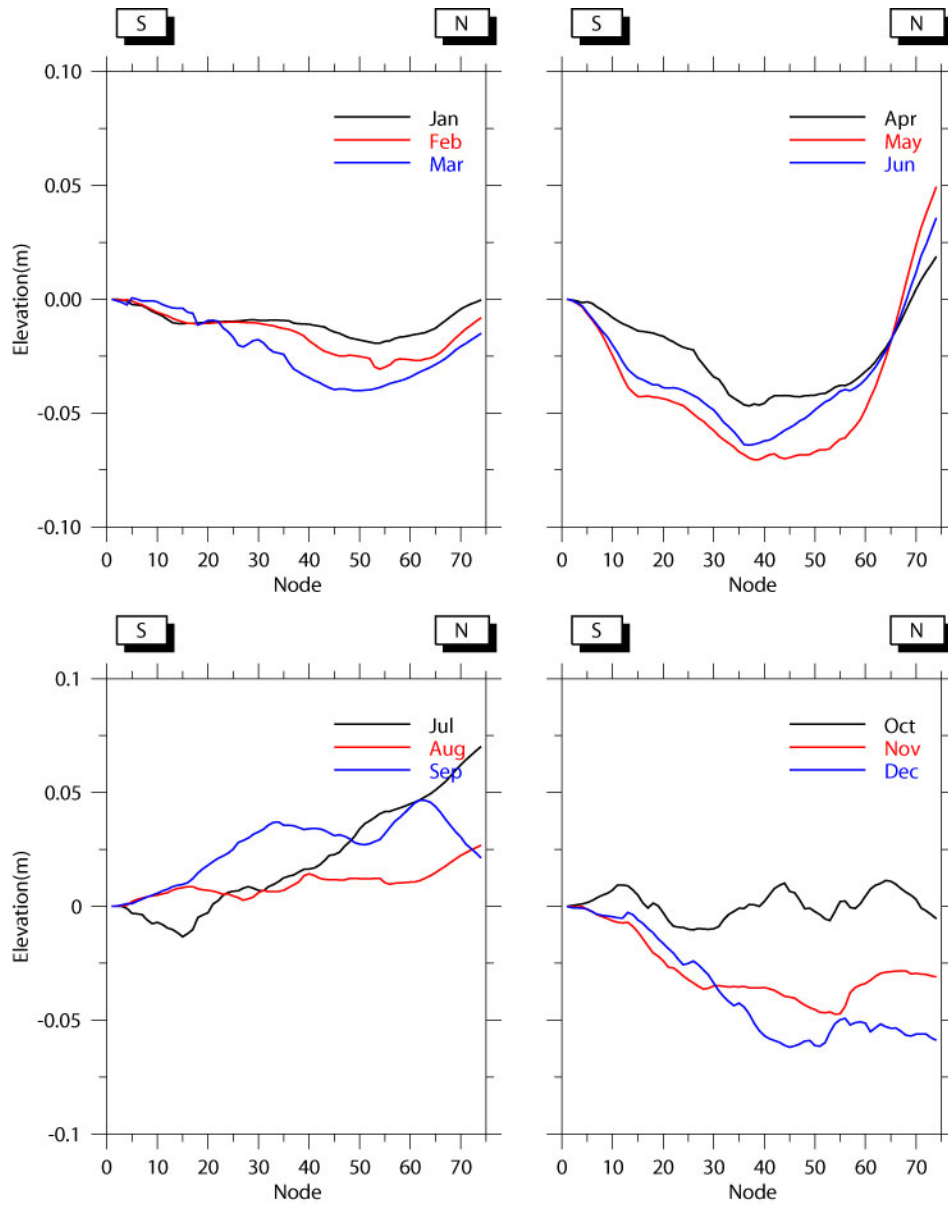 S N S N
0.10
Jan Apr
Feb May
Mar Jun
0.05
Elevation(m)
0.00
-0.05
-0.10
0 10 20 30 40 50 60 70 0 10 20 30 40 50 60 70
Node Node
S N S N
0.1
Jul Oct
Aug Nov
Sep Dec
0.05
Elevation(m)
0
-0.05
-0.1
0 10 20 30 40 50 60 70 0 10 20 30 40 50 60 70
Node Node